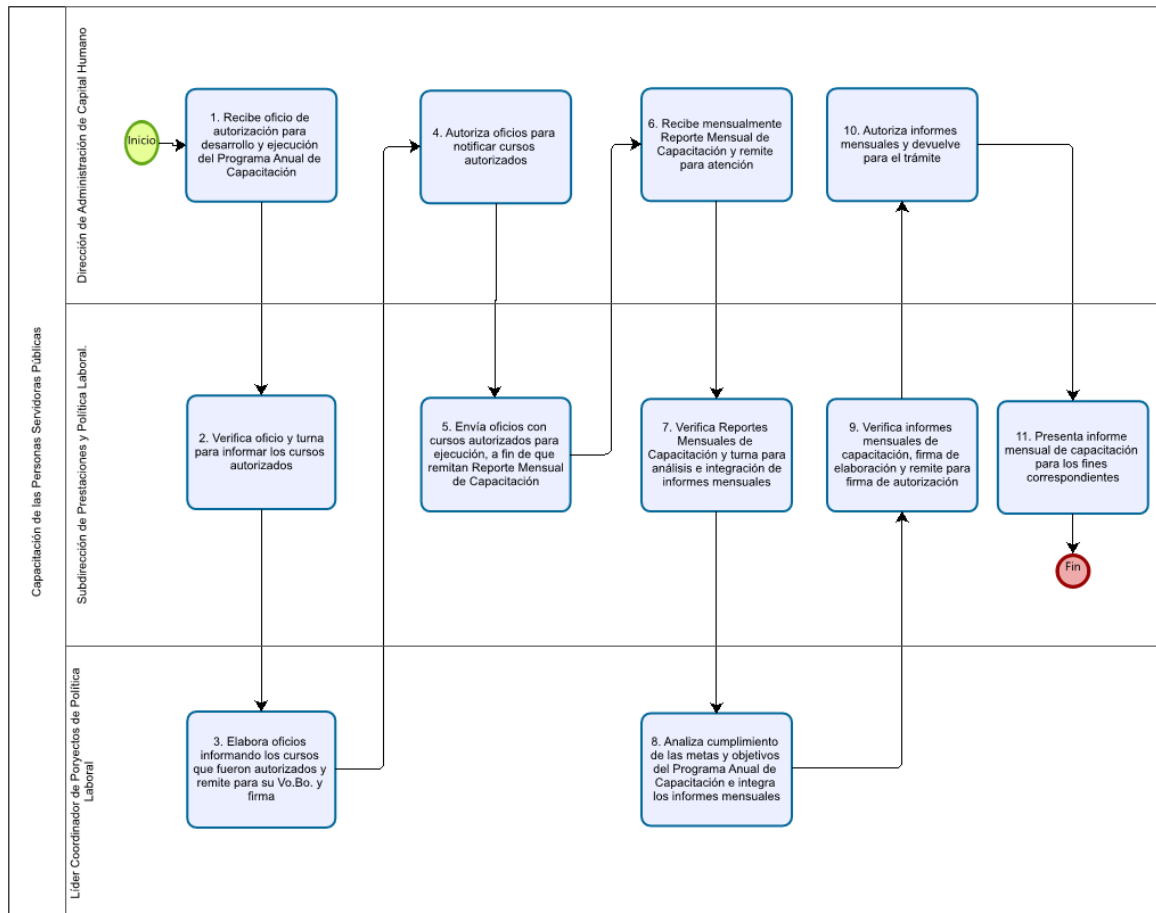 Capacitación de las Personas Servidoras Públicas
Dirección de Administración de Capital Humano
Inicio
1. Recibe oficio de
autorización para
desarrollo y ejecución
del Programa Anual de
Capacitación
4. Autoriza oficios para
notificar cursos
autorizados
6. Recibe mensualmente
Reporte Mensual de
Capacitación y remite
para atención
10. Autoriza informes
mensuales y devuelve
para el trámite
Subdirección de Prestaciones y Política Laboral.
2. Verifica oficio y turna
para informar los cursos
autorizados
5. Envía oficios con
cursos autorizados para
ejecución, a fin de que
remitan Reporte Mensual
de Capacitación
7. Verifica Reportes
Mensuales de
Capacitación y turna para
análisis e integración de
informes mensuales
9. Verifica informes
mensuales de
capacitación, firma de
elaboración y remite para
firma de autorización
11. Presenta informe
mensual de capacitación
para los fines
correspondientes
Fin
Líder Coordinador de Poryectos de Política
Laboral
3. Elabora oficios
informando los cursos
que fueron autorizados y
remite para su Vo.Bo. y
firma
8. Analiza cumplimiento
de las metas y objetivos
del Programa Anual de
Capacitación e integra
los informes mensuales